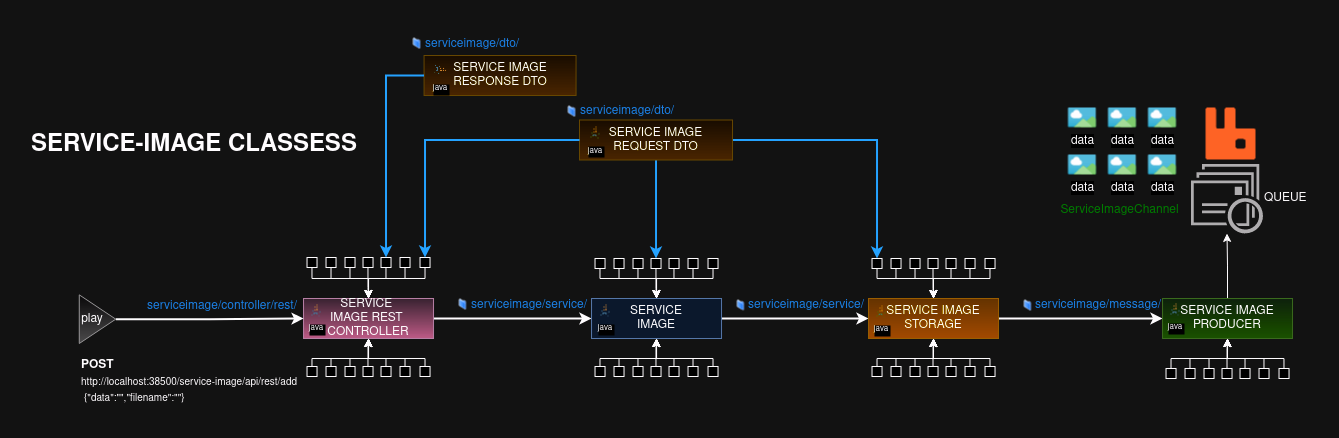 serviceimage/dto/
SERVICE IMAGE
RESPONSE DTO
java
serviceimage/dto/
SERVICE IMAGE
REQUEST DTO
java
SERVICE-IMAGE CLASSESS
data data data
data data data
ServiceImageChannel
QUEUE
play
serviceimage/controller/rest/
SERVICE
IMAGE REST
CONTROLLER
java
serviceimage/service/
SERVICE
IMAGE
java
serviceimage/service/
SERVICE IMAGE
STORAGE
java
serviceimage/message/
SERVICE IMAGE
PRODUCER
java
POST
http://localhost:38500/service-image/api/rest/add
{"data":"","filename":""}